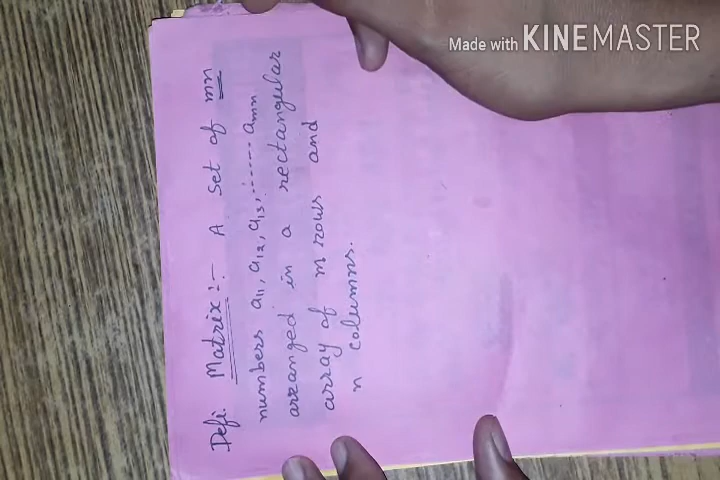 Made with KINEMASTER
Defi. Matrix :- A set of mn
numbers a11, a12, a13, ...... amn
arranged in a rectangular
array of m rows and
n columns.